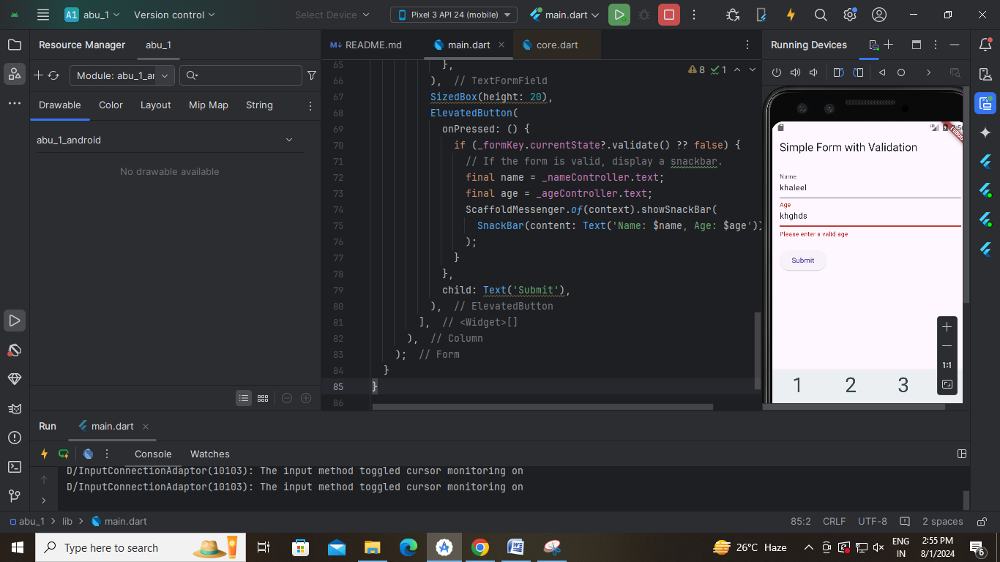 A1 abu_1 Version control Select Device Pixel 3 API 24 (mobile) main.dart
Resource Manager abu_1
README.md main.dart core.dart
Running Devices
Module: abu_1_ar
Drawable Color Layout Mip Map String
abu_1_android
No drawable available
8 1
65 },
66 ), // TextFormField
67 SizedBox(height: 20),
68 ElevatedButton(
69 onPressed: () {
70 if (_formKey.currentState?.validate() ?? false) {
71 // If the form is valid, display a snackbar.
72 final name = _nameController.text;
73 final age = _ageController.text;
74 ScaffoldMessenger.of(context).showSnackBar(
75 SnackBar(content: Text('Name: $name, Age: $age'))
76 );
77 }
78 },
79 child: Text('Submit'),
80 ), // ElevatedButton
81 ], // <Widget>[]
82 ), // Column
83 ); // Form
84 }
85 }
86
Simple Form with Validation
Name
khaleel
Age
khghds
Please enter a valid age
Submit
1:1
1 2 3
Run main.dart
Console Watches
D/InputConnectionAdaptor(10103): The input method toggled cursor monitoring on
D/InputConnectionAdaptor(10103): The input method toggled cursor monitoring on
abu_1 > lib > main.dart
85:2 CRLF UTF-8 2 spaces
Type here to search
26°C Haze
ENG
IN
2:55 PM
8/1/2024
6